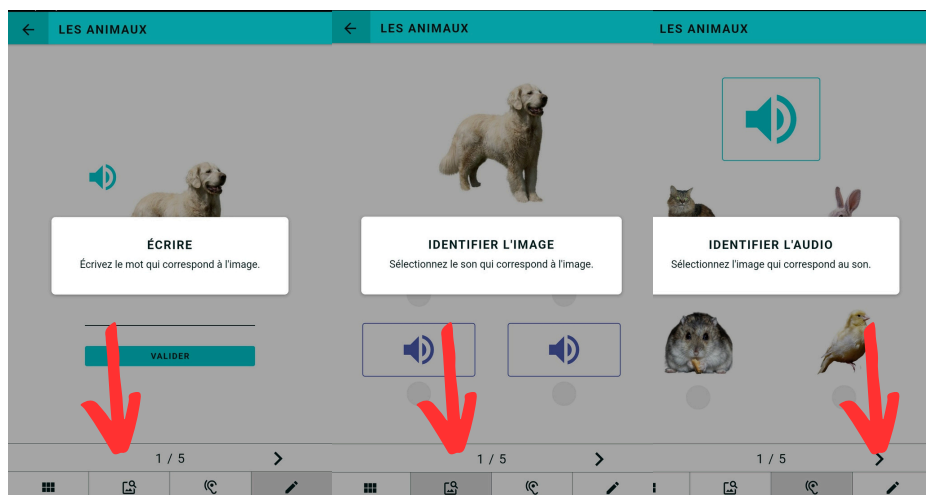 LES ANIMAUX
ÉCRIRE
Écrivez le mot qui correspond à l'image.
VALIDER
1 / 5
LES ANIMAUX
IDENTIFIER L'IMAGE
Sélectionnez le son qui correspond à l'image.
1 / 5
LES ANIMAUX
IDENTIFIER L'AUDIO
Sélectionnez l'image qui correspond au son.
1 / 5